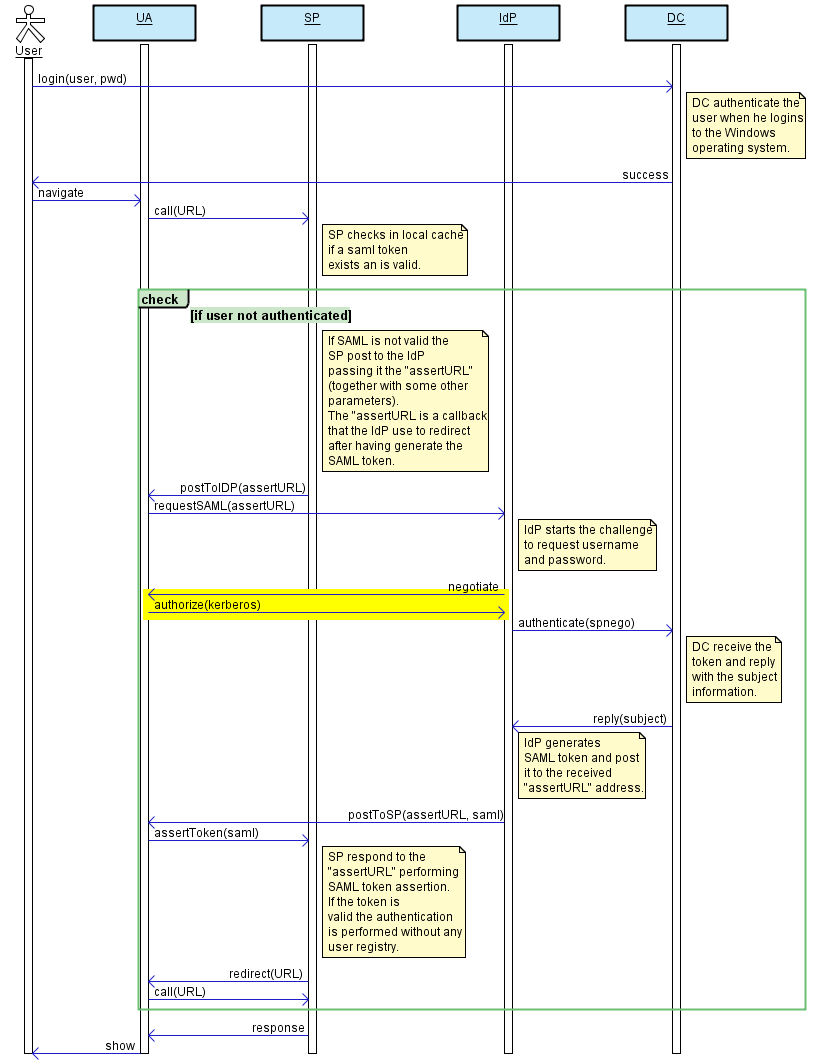 User
UA
SP
IdP
DC
login(user, pwd)
DC authenticate the
user when he logins
to the Windows
operating system.
success
navigate
call(URL)
SP checks in local cache
if a saml token
exists an is valid.
check
[if user not authenticated]
If SAML is not valid the
SP post to the IdP
passing it the "assertURL"
(together with some other
parameters).
The "assertURL is a callback
that the IdP use to redirect
after having generate the
SAML token.
postToIDP(assertURL)
requestSAML(assertURL)
IdP starts the challenge
to request username
and password.
negotiate
authorize(kerberos)
authenticate(spnego)
DC receive the
token and reply
with the subject
information.
reply(subject)
IdP generates
SAML token and post
it to the received
"assertURL" address.
postToSP(assertURL, saml)
assertToken(saml)
SP respond to the
"assertURL" performing
SAML token assertion.
If the token is
valid the authentication
is performed without any
user registry.
redirect(URL)
call(URL)
response
show